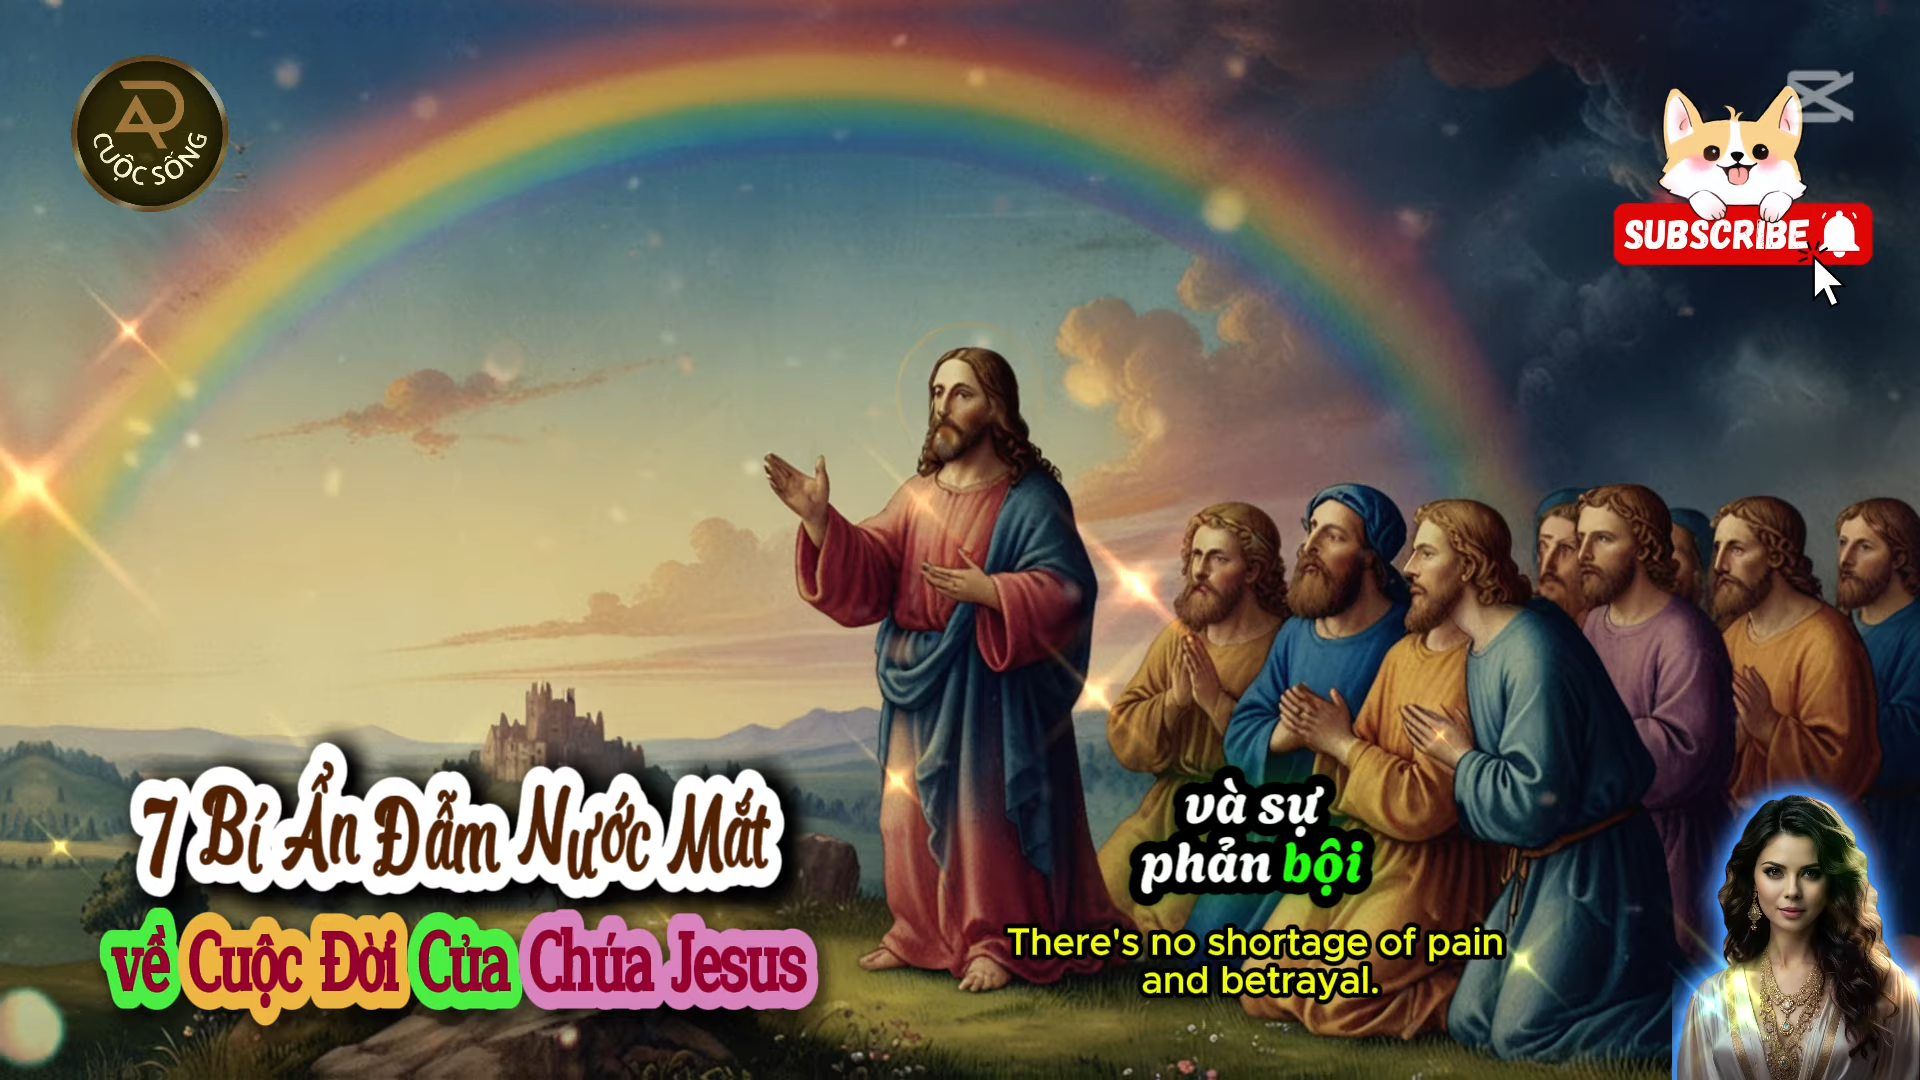 AR
CUỘC SỐNG
SUBSCRIBE
7 Bí Ẩn Đẫm Nước Mắt
về Cuộc Đời Của Chúa Jesus
và sự
phản bội
There's no shortage of pain
and betrayal.